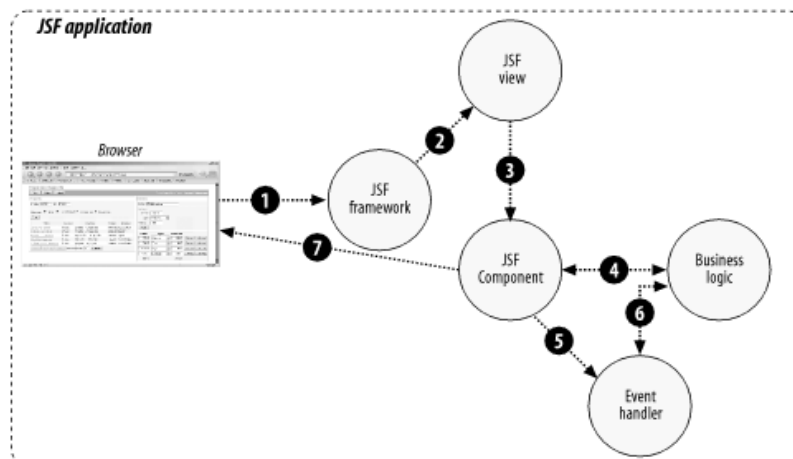 JSF application
JSF
view
Browser
2
3
1
JSF
framework
7
JSF
Component
4
Business
logic
6
5
Event
handler